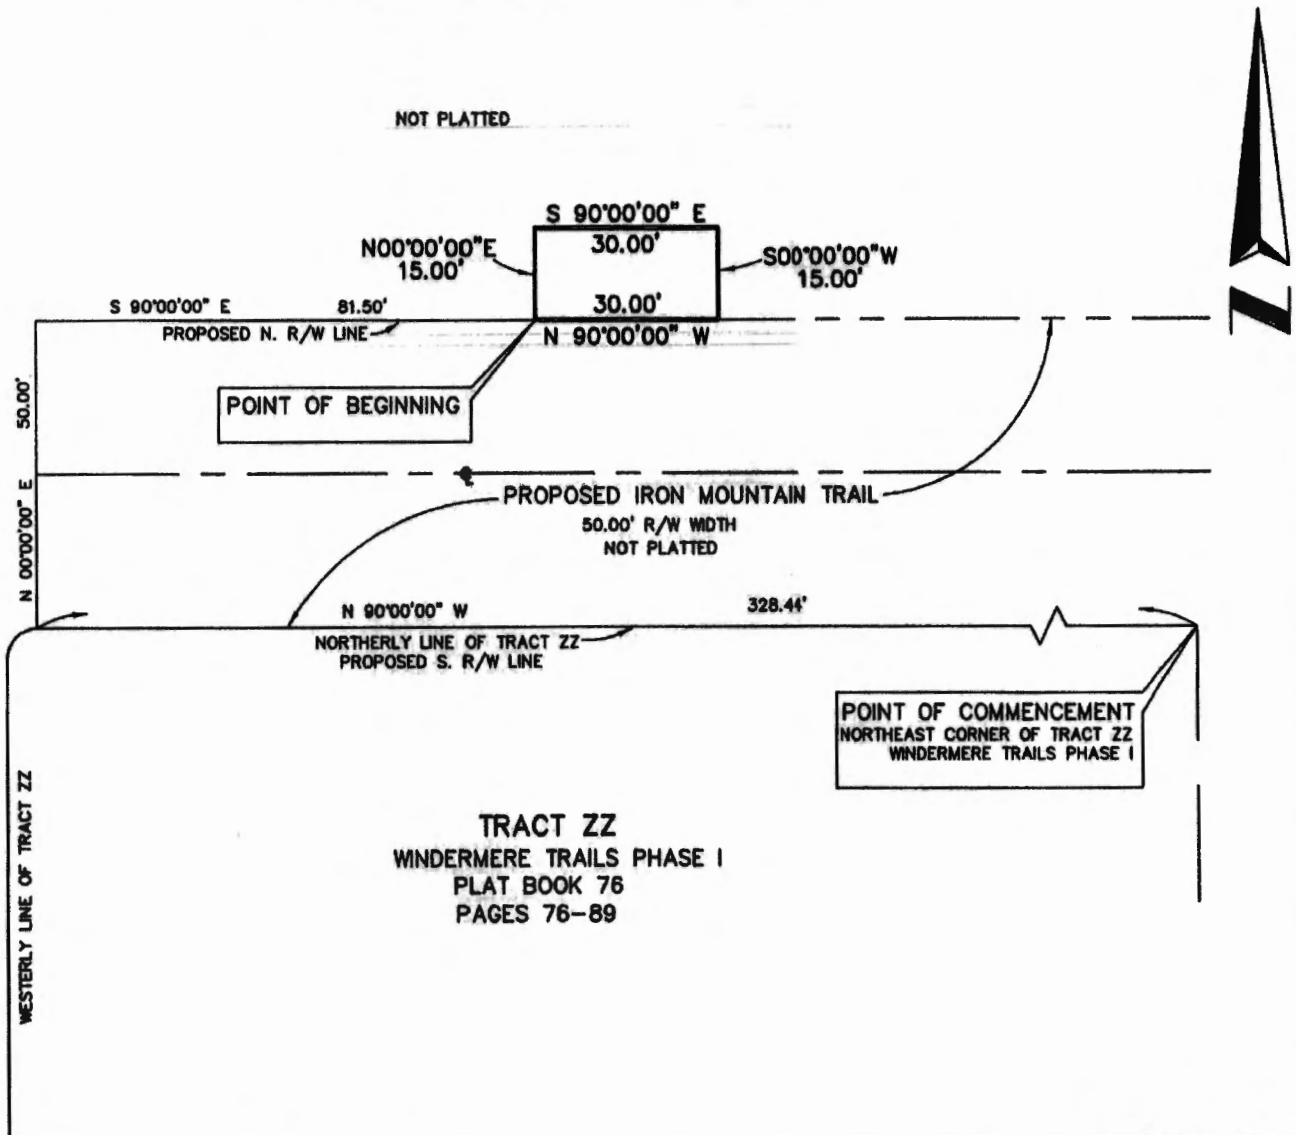 NOT PLATTED
S 90°00'00" E
30.00'
N00°00'00"E
15.00'
S00°00'00"W
15.00'
S 90°00'00" E 81.50'
30.00'
PROPOSED N. R/W LINE
N 90°00'00" W
POINT OF BEGINNING
N 00°00'00" E 50.00'
PROPOSED IRON MOUNTAIN TRAIL
50.00' R/W WIDTH
NOT PLATTED
N 90°00'00" W 328.44'
NORTHERLY LINE OF TRACT ZZ
PROPOSED S. R/W LINE
POINT OF COMMENCEMENT
NORTHEAST CORNER OF TRACT ZZ
WINDERMERE TRAILS PHASE I
WESTERLY LINE OF TRACT ZZ
TRACT ZZ
WINDERMERE TRAILS PHASE I
PLAT BOOK 76
PAGES 76-89
N